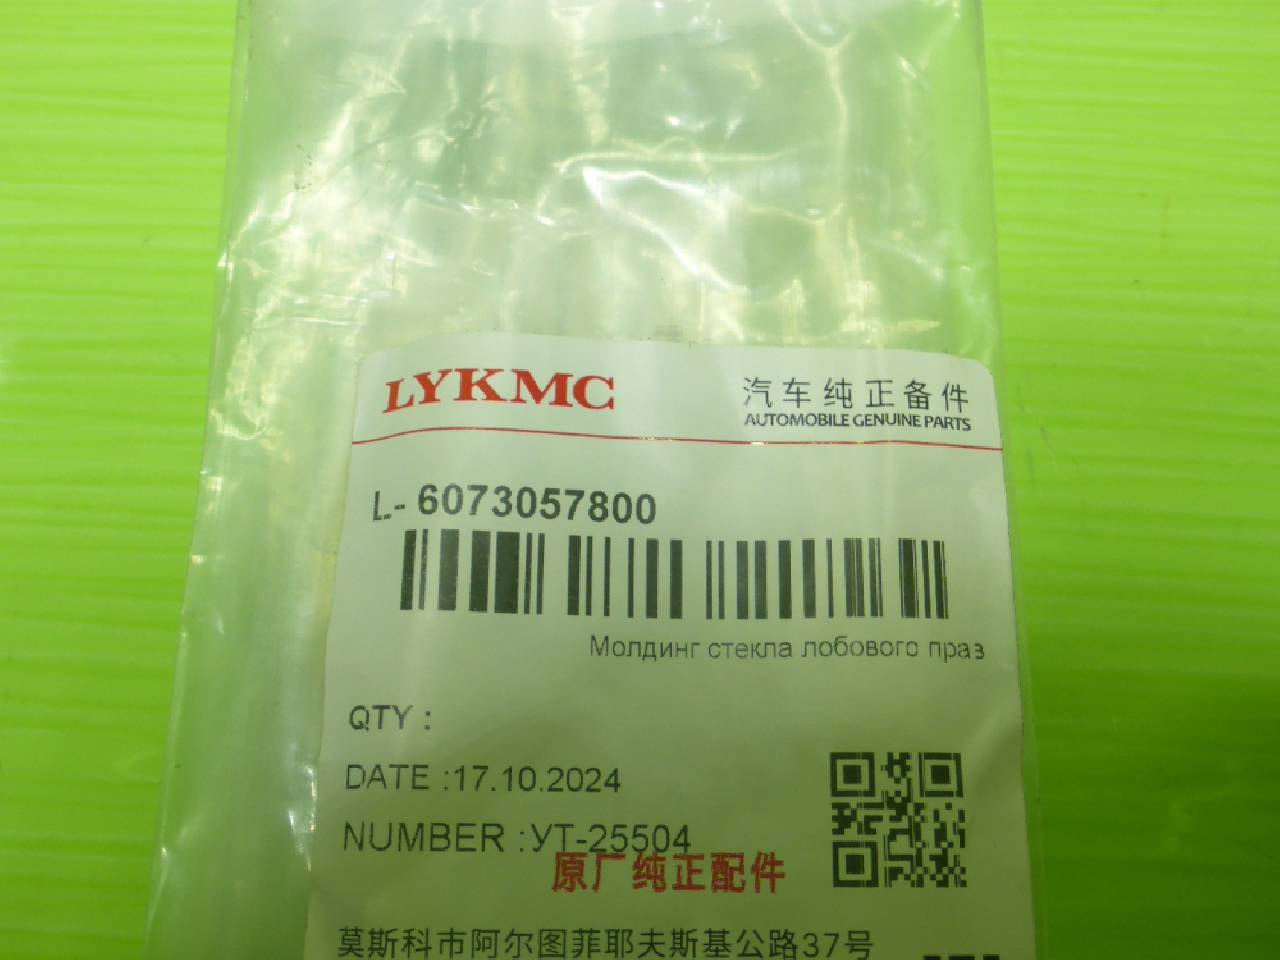 LYKMC
汽车纯正备件
AUTOMOBILE GENUINE PARTS
L-6073057800
Молдинг стекла лобового прав
QTY :
DATE :17.10.2024
NUMBER :УТ-25504
原厂纯正配件
莫斯科市阿尔图菲耶夫斯基公路37号